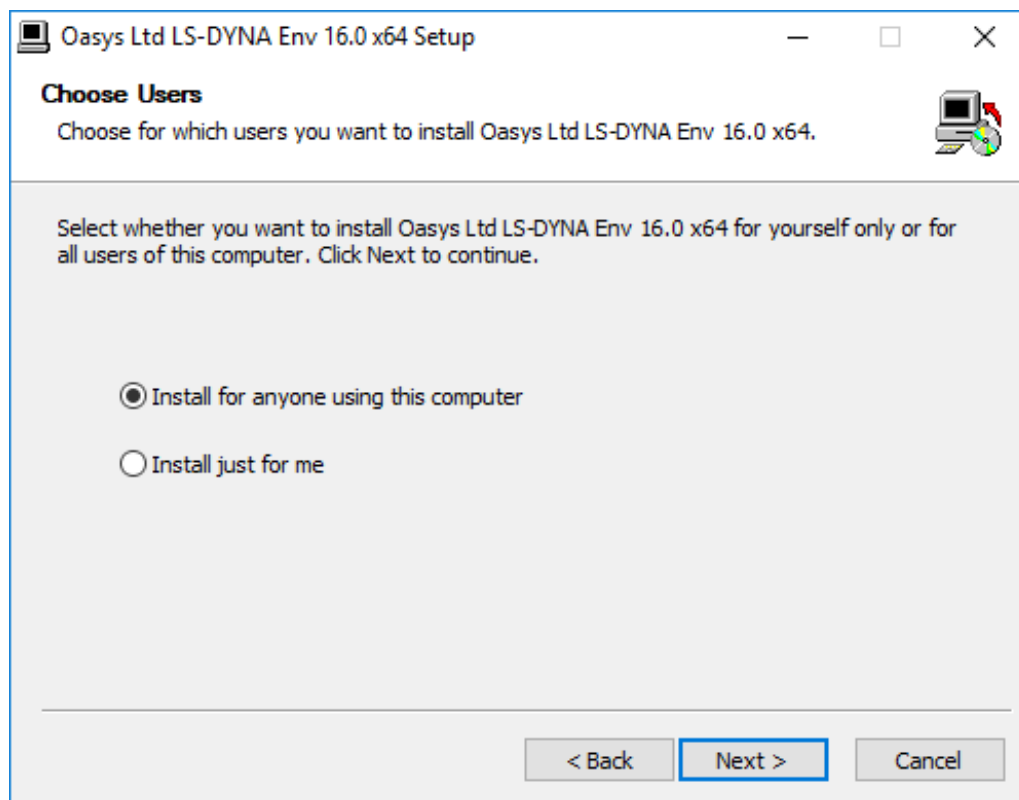 Oasys Ltd LS-DYNA Env 16.0 x64 Setup
Choose Users
Choose for which users you want to install Oasys Ltd LS-DYNA Env 16.0 x64.
Select whether you want to install Oasys Ltd LS-DYNA Env 16.0 x64 for yourself only or for
all users of this computer. Click Next to continue.
Install for anyone using this computer
Install just for me
< Back
Next >
Cancel